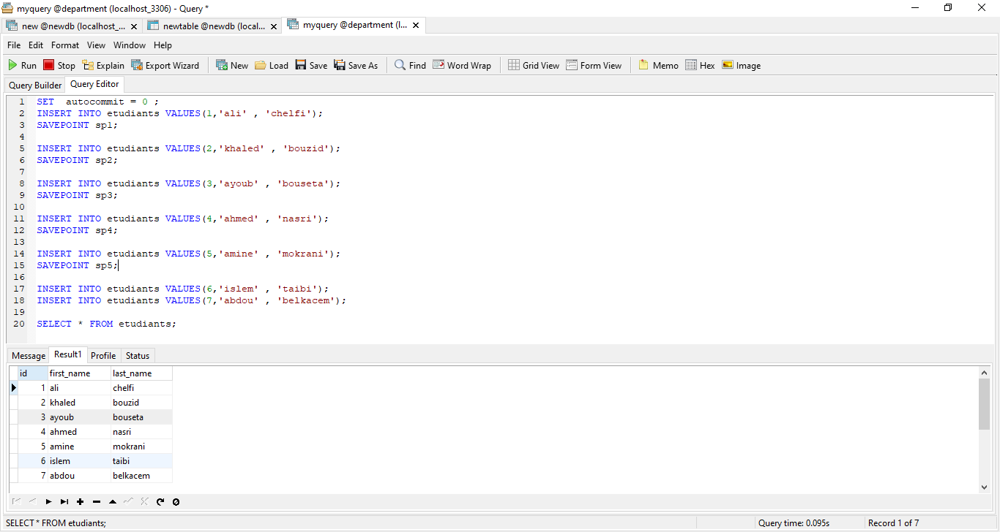 myquery @department (localhost_3306) - Query *
new @newdb (localhost_... newtable @newdb (local... myquery @department (l...
File Edit Format View Window Help
Run Stop Explain Export Wizard New Load Save Save As Find Word Wrap Grid View Form View Memo Hex Image
Query Builder Query Editor
1 SET  autocommit = 0 ;
2 INSERT INTO etudiants VALUES(1,'ali' , 'chelfi');
3 SAVEPOINT sp1;
4
5 INSERT INTO etudiants VALUES(2,'khaled' , 'bouzid');
6 SAVEPOINT sp2;
7
8 INSERT INTO etudiants VALUES(3,'ayoub' , 'bouseta');
9 SAVEPOINT sp3;
10
11 INSERT INTO etudiants VALUES(4,'ahmed' , 'nasri');
12 SAVEPOINT sp4;
13
14 INSERT INTO etudiants VALUES(5,'amine' , 'mokrani');
15 SAVEPOINT sp5;
16
17 INSERT INTO etudiants VALUES(6,'islem' , 'taibi');
18 INSERT INTO etudiants VALUES(7,'abdou' , 'belkacem');
19
20 SELECT * FROM etudiants;
Message Result1 Profile Status
id first_name last_name
1 ali chelfi
2 khaled bouzid
3 ayoub bouseta
4 ahmed nasri
5 amine mokrani
6 islem taibi
7 abdou belkacem
SELECT * FROM etudiants; Query time: 0.095s Record 1 of 7